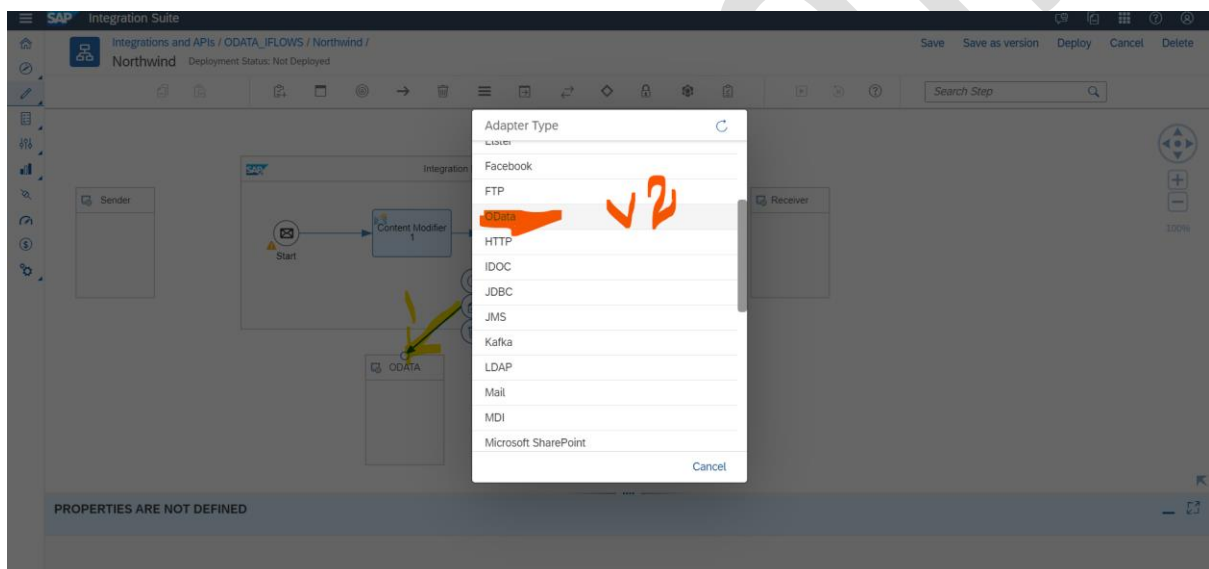 SAP Integration Suite
Integrations and APIs / ODATA_IFLOWS / Northwind /
Northwind Deployment Status: Not Deployed
Save Save as version Deploy Cancel Delete
Search Step
Adapter Type
Facebook
FTP
OData
v2
HTTP
IDOC
JDBC
JMS
Kafka
LDAP
Mail
MDI
Microsoft SharePoint
Cancel
SAP Integration
Sender
Start
Content Modifier
1
ODATA
Receiver
100%
PROPERTIES ARE NOT DEFINED